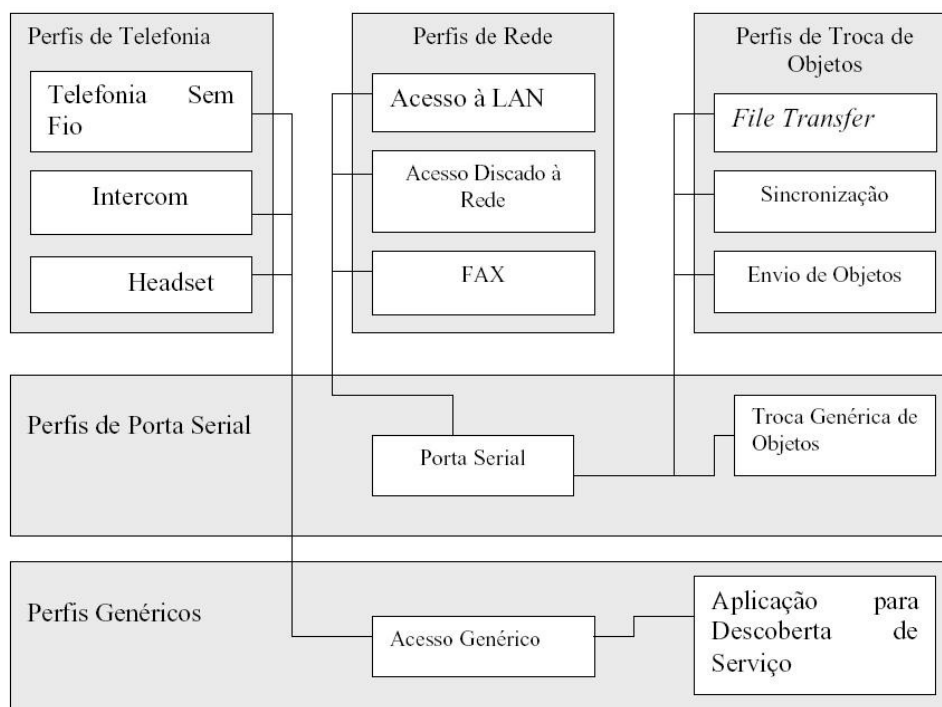 Perfis de Telefonia
Telefonia Sem
Fio
Intercom
Headset
Perfis de Rede
Acesso à LAN
Acesso Discado à
Rede
FAX
Perfis de Troca de
Objetos
File Transfer
Sincronização
Envio de Objetos
Perfis de Porta Serial
Porta Serial
Troca Genérica de
Objetos
Perfis Genéricos
Acesso Genérico
Aplicação para
Descoberta de
Serviço